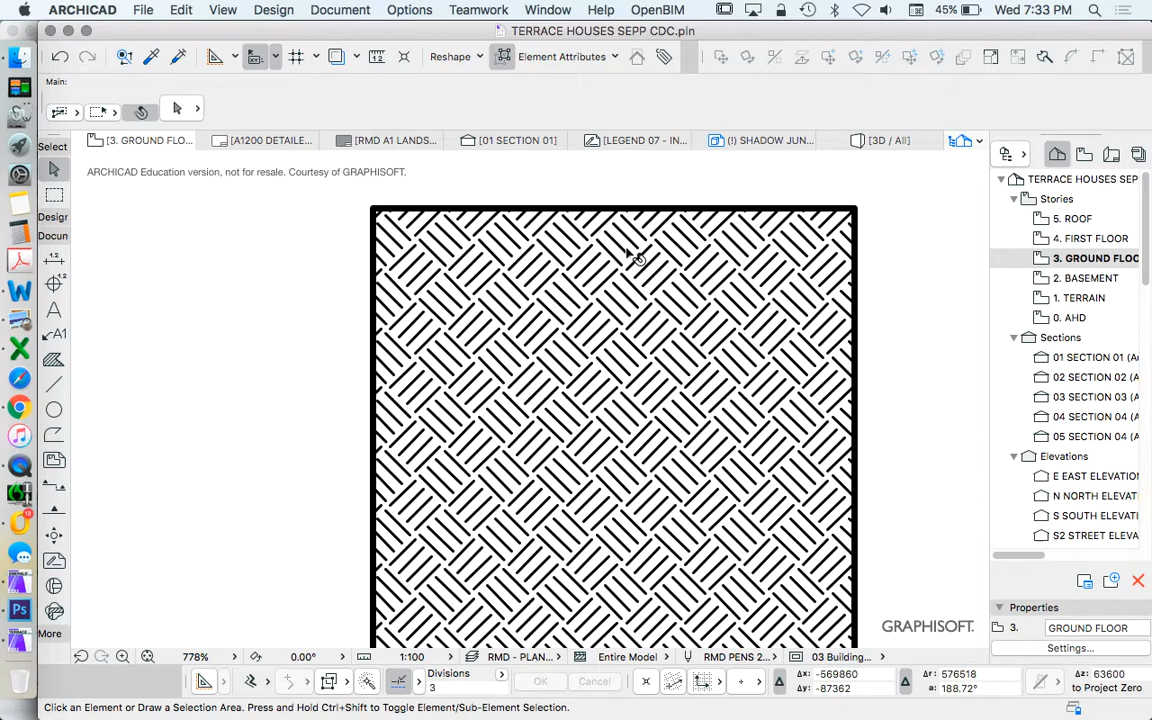 ARCHICAD File Edit View Design Document Options Teamwork Window Help OpenBIM 45% Wed 7:33 PM
TERRACE HOUSES SEPP CDC.pln
Reshape Element Attributes
Main:
[3. GROUND FLO... [A1200 DETAILE... [RMD A1 LANDS... [01 SECTION 01] [LEGEND 07 - IN... (!) SHADOW JUN... [3D / All]
Select
ARCHICAD Education version, not for resale. Courtesy of GRAPHISOFT.
TERRACE HOUSES SEP
Stories
5. ROOF
4. FIRST FLOOR
3. GROUND FLOO
2. BASEMENT
1. TERRAIN
0. AHD
Sections
01 SECTION 01 (A
02 SECTION 02 (A
03 SECTION 03 (A
04 SECTION 04 (A
05 SECTION 04 (A
Elevations
E EAST ELEVATIO
N NORTH ELEVATI
S SOUTH ELEVATI
S2 STREET ELEVA
Design
Docun
1.2
A
A1
More
GRAPHISOFT.
Properties
3. GROUND FLOOR
Settings...
778% 0.00° 1:100 RMD - PLAN... Entire Model RMD PENS 2... 03 Building...
Divisions
3
OK Cancel
Δx: -569860
Δy: -87362
Δr: 576518
a: 188.72°
Δz: 63600
to Project Zero
Click an Element or Draw a Selection Area. Press and Hold Ctrl+Shift to Toggle Element/Sub-Element Selection.